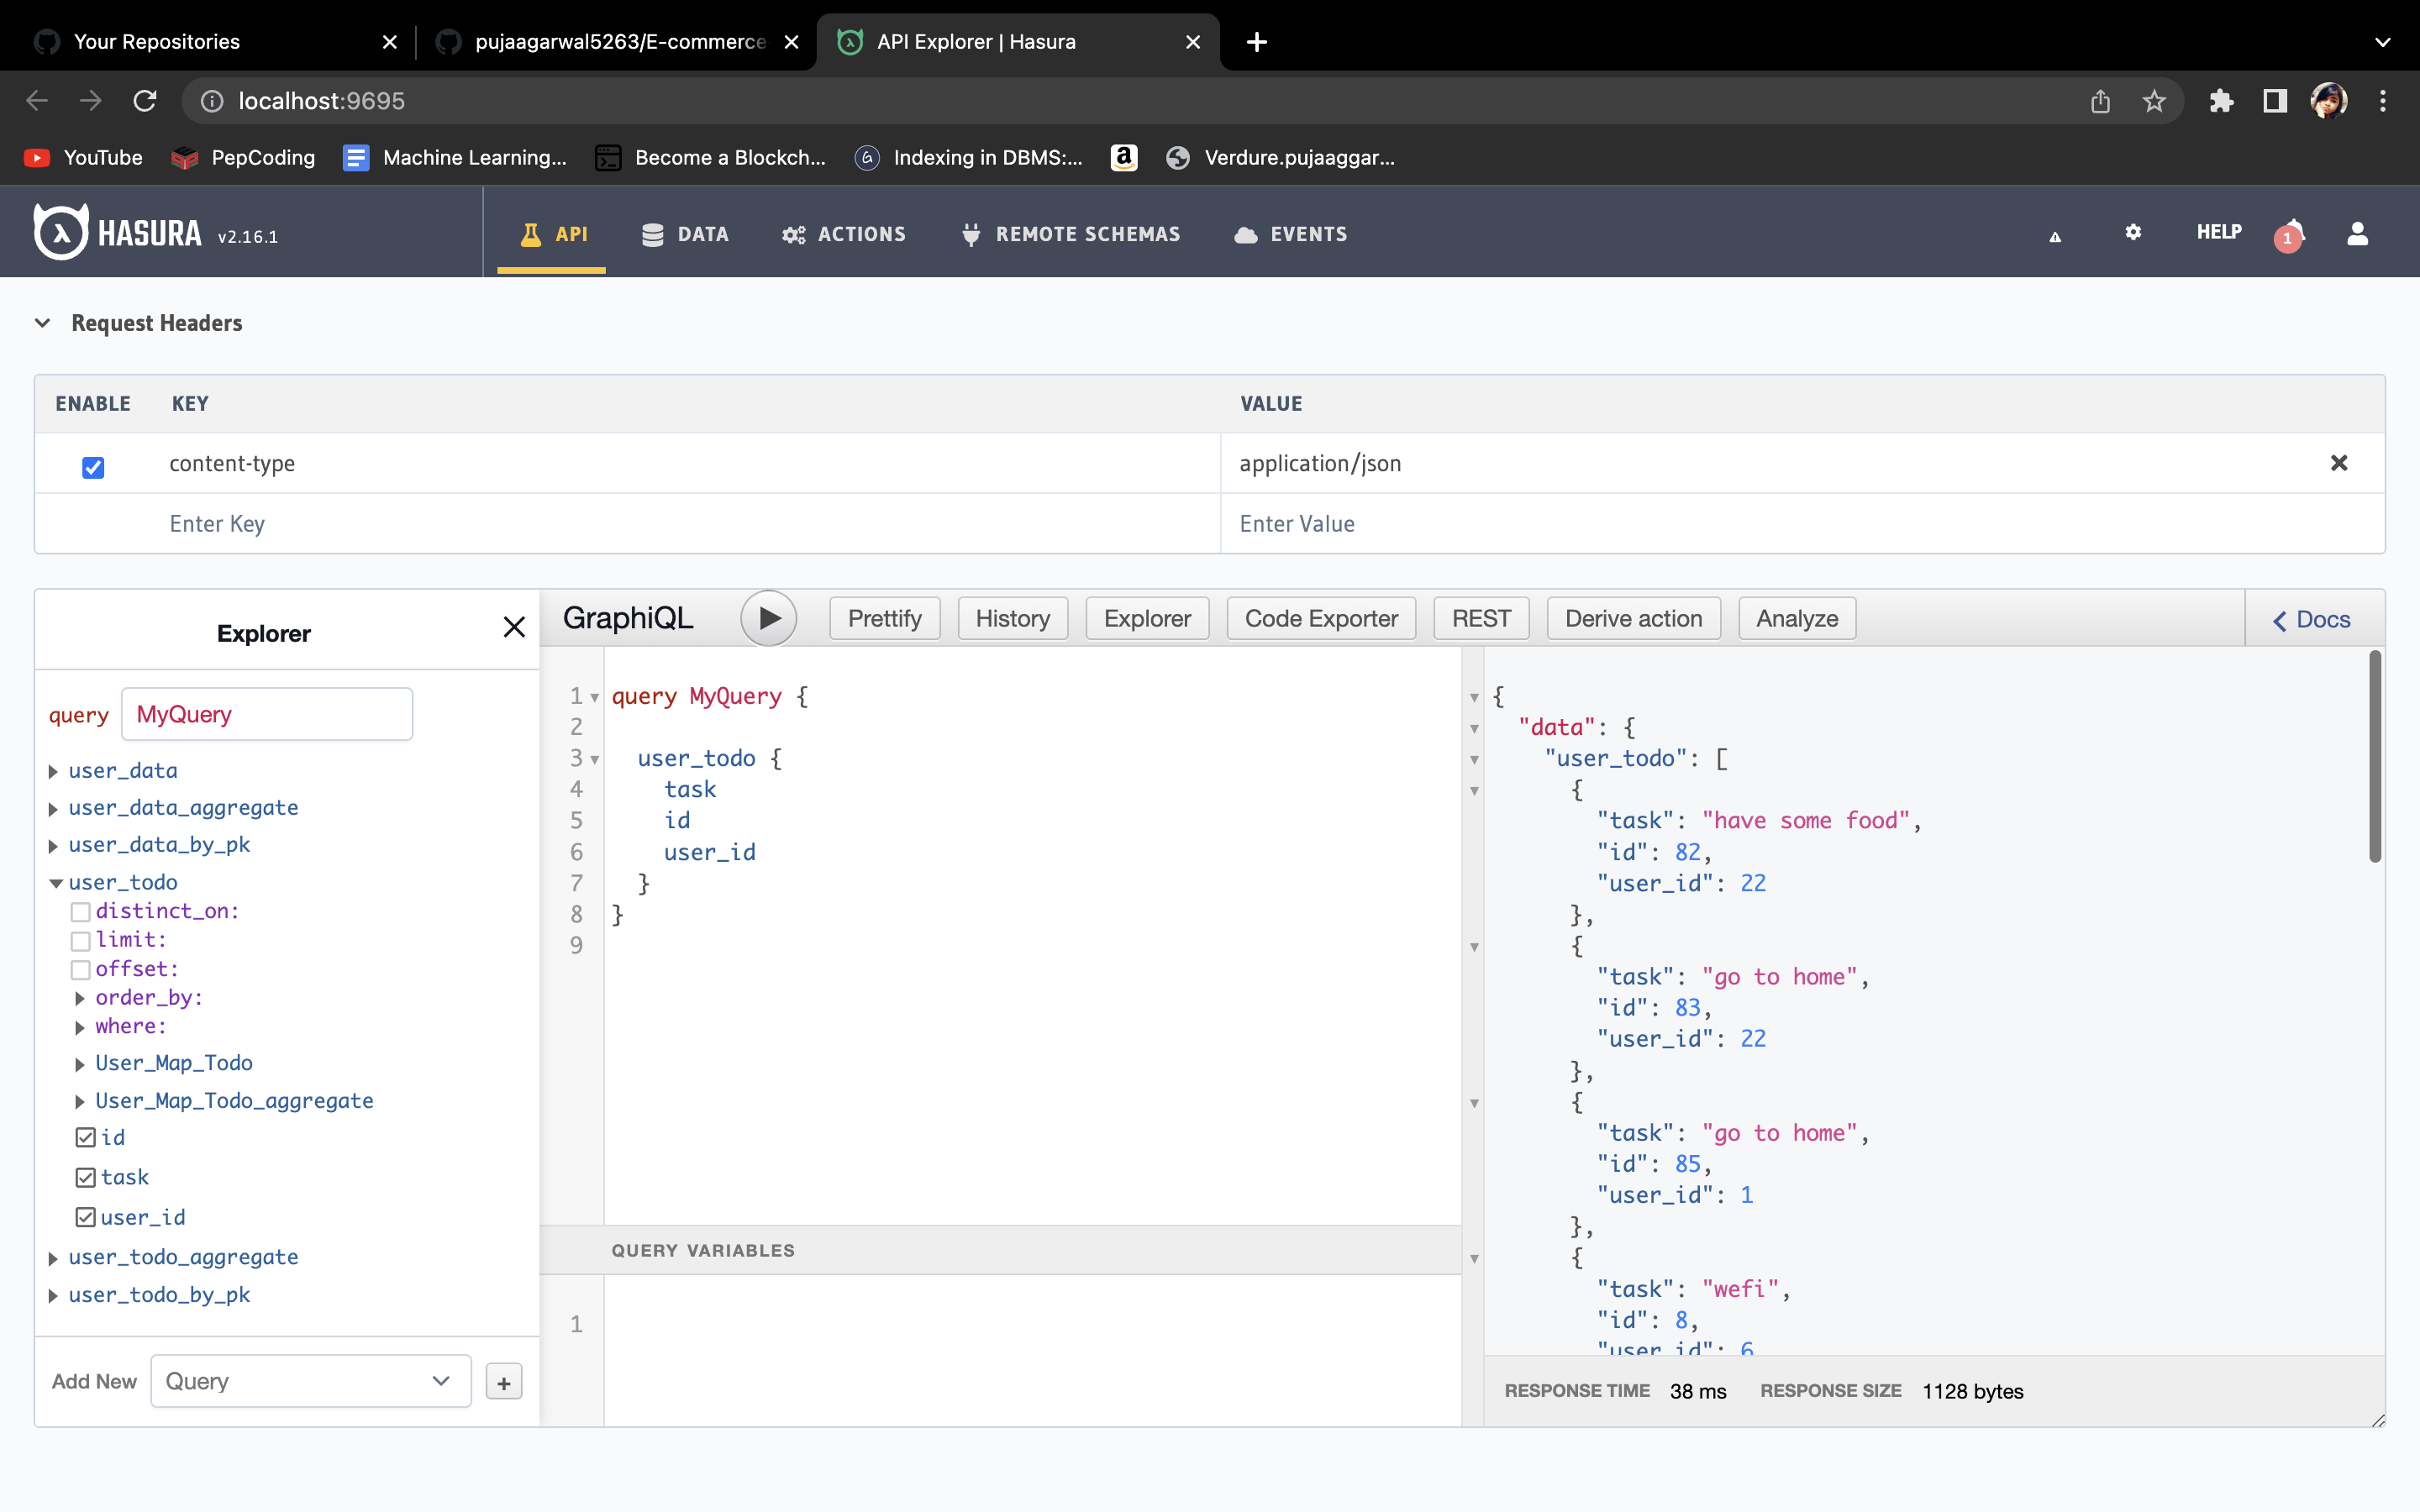 Your Repositories
pujaagarwal5263/E-commerce
API Explorer | Hasura
localhost:9695
YouTube
PepCoding
Machine Learning...
Become a Blockch...
Indexing in DBMS:...
Verdure.pujaaggar...
HASURA v2.16.1
API
DATA
ACTIONS
REMOTE SCHEMAS
EVENTS
HELP
1
Request Headers
ENABLE KEY VALUE
content-type application/json
Enter Key Enter Value
Explorer
query MyQuery
user_data
user_data_aggregate
user_data_by_pk
user_todo
distinct_on:
limit:
offset:
order_by:
where:
User_Map_Todo
User_Map_Todo_aggregate
id
task
user_id
user_todo_aggregate
user_todo_by_pk
Add New Query +
GraphiQL Prettify History Explorer Code Exporter REST Derive action Analyze Docs
1 query MyQuery {
2
3 user_todo {
4 task
5 id
6 user_id
7 }
8 }
9
QUERY VARIABLES
1
{
"data": {
"user_todo": [
{
"task": "have some food",
"id": 82,
"user_id": 22
},
{
"task": "go to home",
"id": 83,
"user_id": 22
},
{
"task": "go to home",
"id": 85,
"user_id": 1
},
{
"task": "wefi",
"id": 8,
"user_id": 6
RESPONSE TIME 38 ms RESPONSE SIZE 1128 bytes